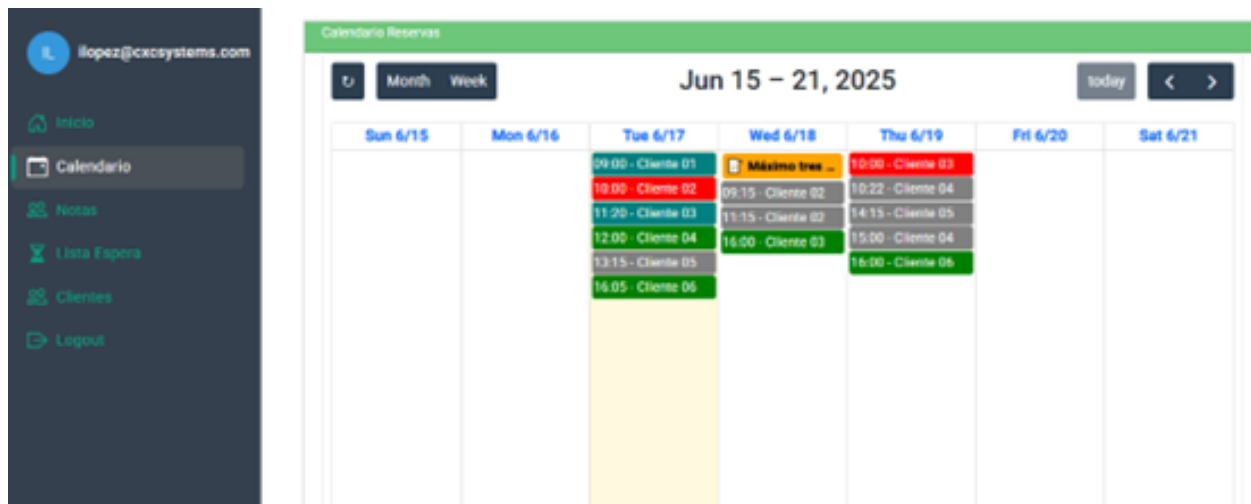 IL
ilopez@cxcsystems.com
Inicio
Calendario
Notas
Lista Espera
Clientes
Logout
Calendario Reservas
Month Week
Jun 15 – 21, 2025
today
Sun 6/15 Mon 6/16 Tue 6/17 Wed 6/18 Thu 6/19 Fri 6/20 Sat 6/21
09:00 - Cliente 01
10:00 - Cliente 02
11:20 - Cliente 03
12:00 - Cliente 04
13:15 - Cliente 05
16:05 - Cliente 06
Máximo tres ...
09:15 - Cliente 02
11:15 - Cliente 02
16:00 - Cliente 03
10:00 - Cliente 03
10:22 - Cliente 04
14:15 - Cliente 05
15:00 - Cliente 04
16:00 - Cliente 06